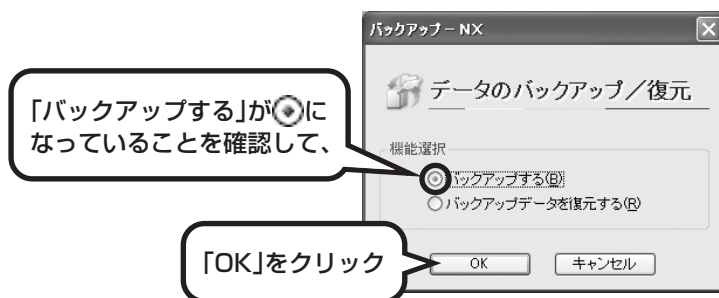 バックアップ－NX
データのバックアップ／復元
「バックアップする」が◉に
なっていることを確認して、
機能選択
バックアップする(B)
バックアップデータを復元する(R)
「OK」をクリック
OK キャンセル